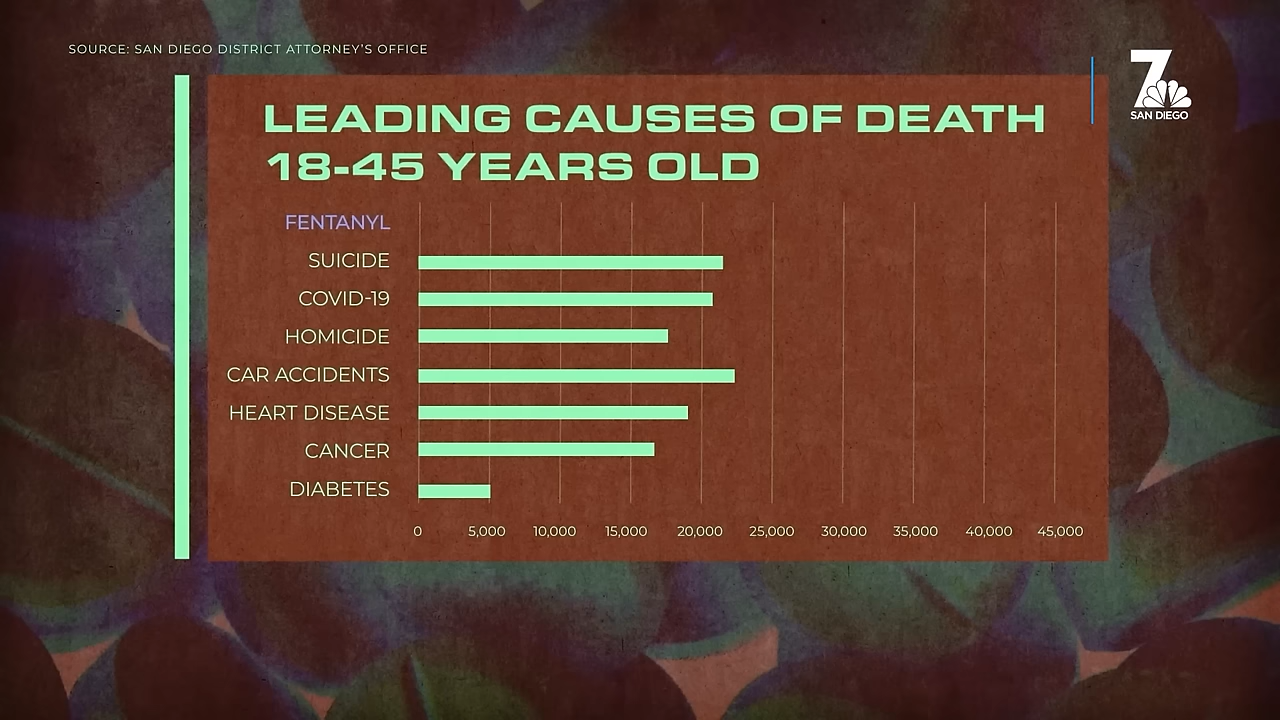 SOURCE: SAN DIEGO DISTRICT ATTORNEY'S OFFICE
7
SAN DIEGO
LEADING CAUSES OF DEATH
18-45 YEARS OLD
FENTANYL
SUICIDE
COVID-19
HOMICIDE
CAR ACCIDENTS
HEART DISEASE
CANCER
DIABETES
0 5,000 10,000 15,000 20,000 25,000 30,000 35,000 40,000 45,000